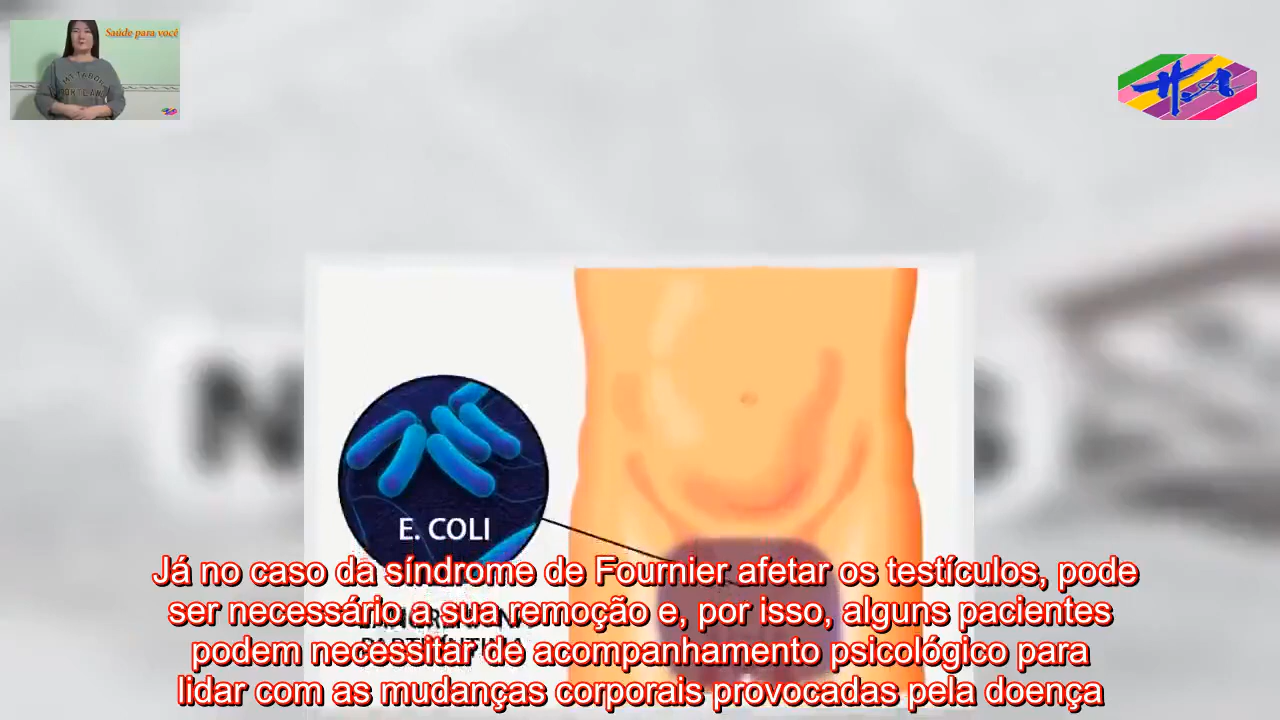 Saúde para você
H.A
E. COLI
Já no caso da síndrome de Fournier afetar os testículos, pode
ser necessário a sua remoção e, por isso, alguns pacientes
podem necessitar de acompanhamento psicológico para
lidar com as mudanças corporais provocadas pela doença